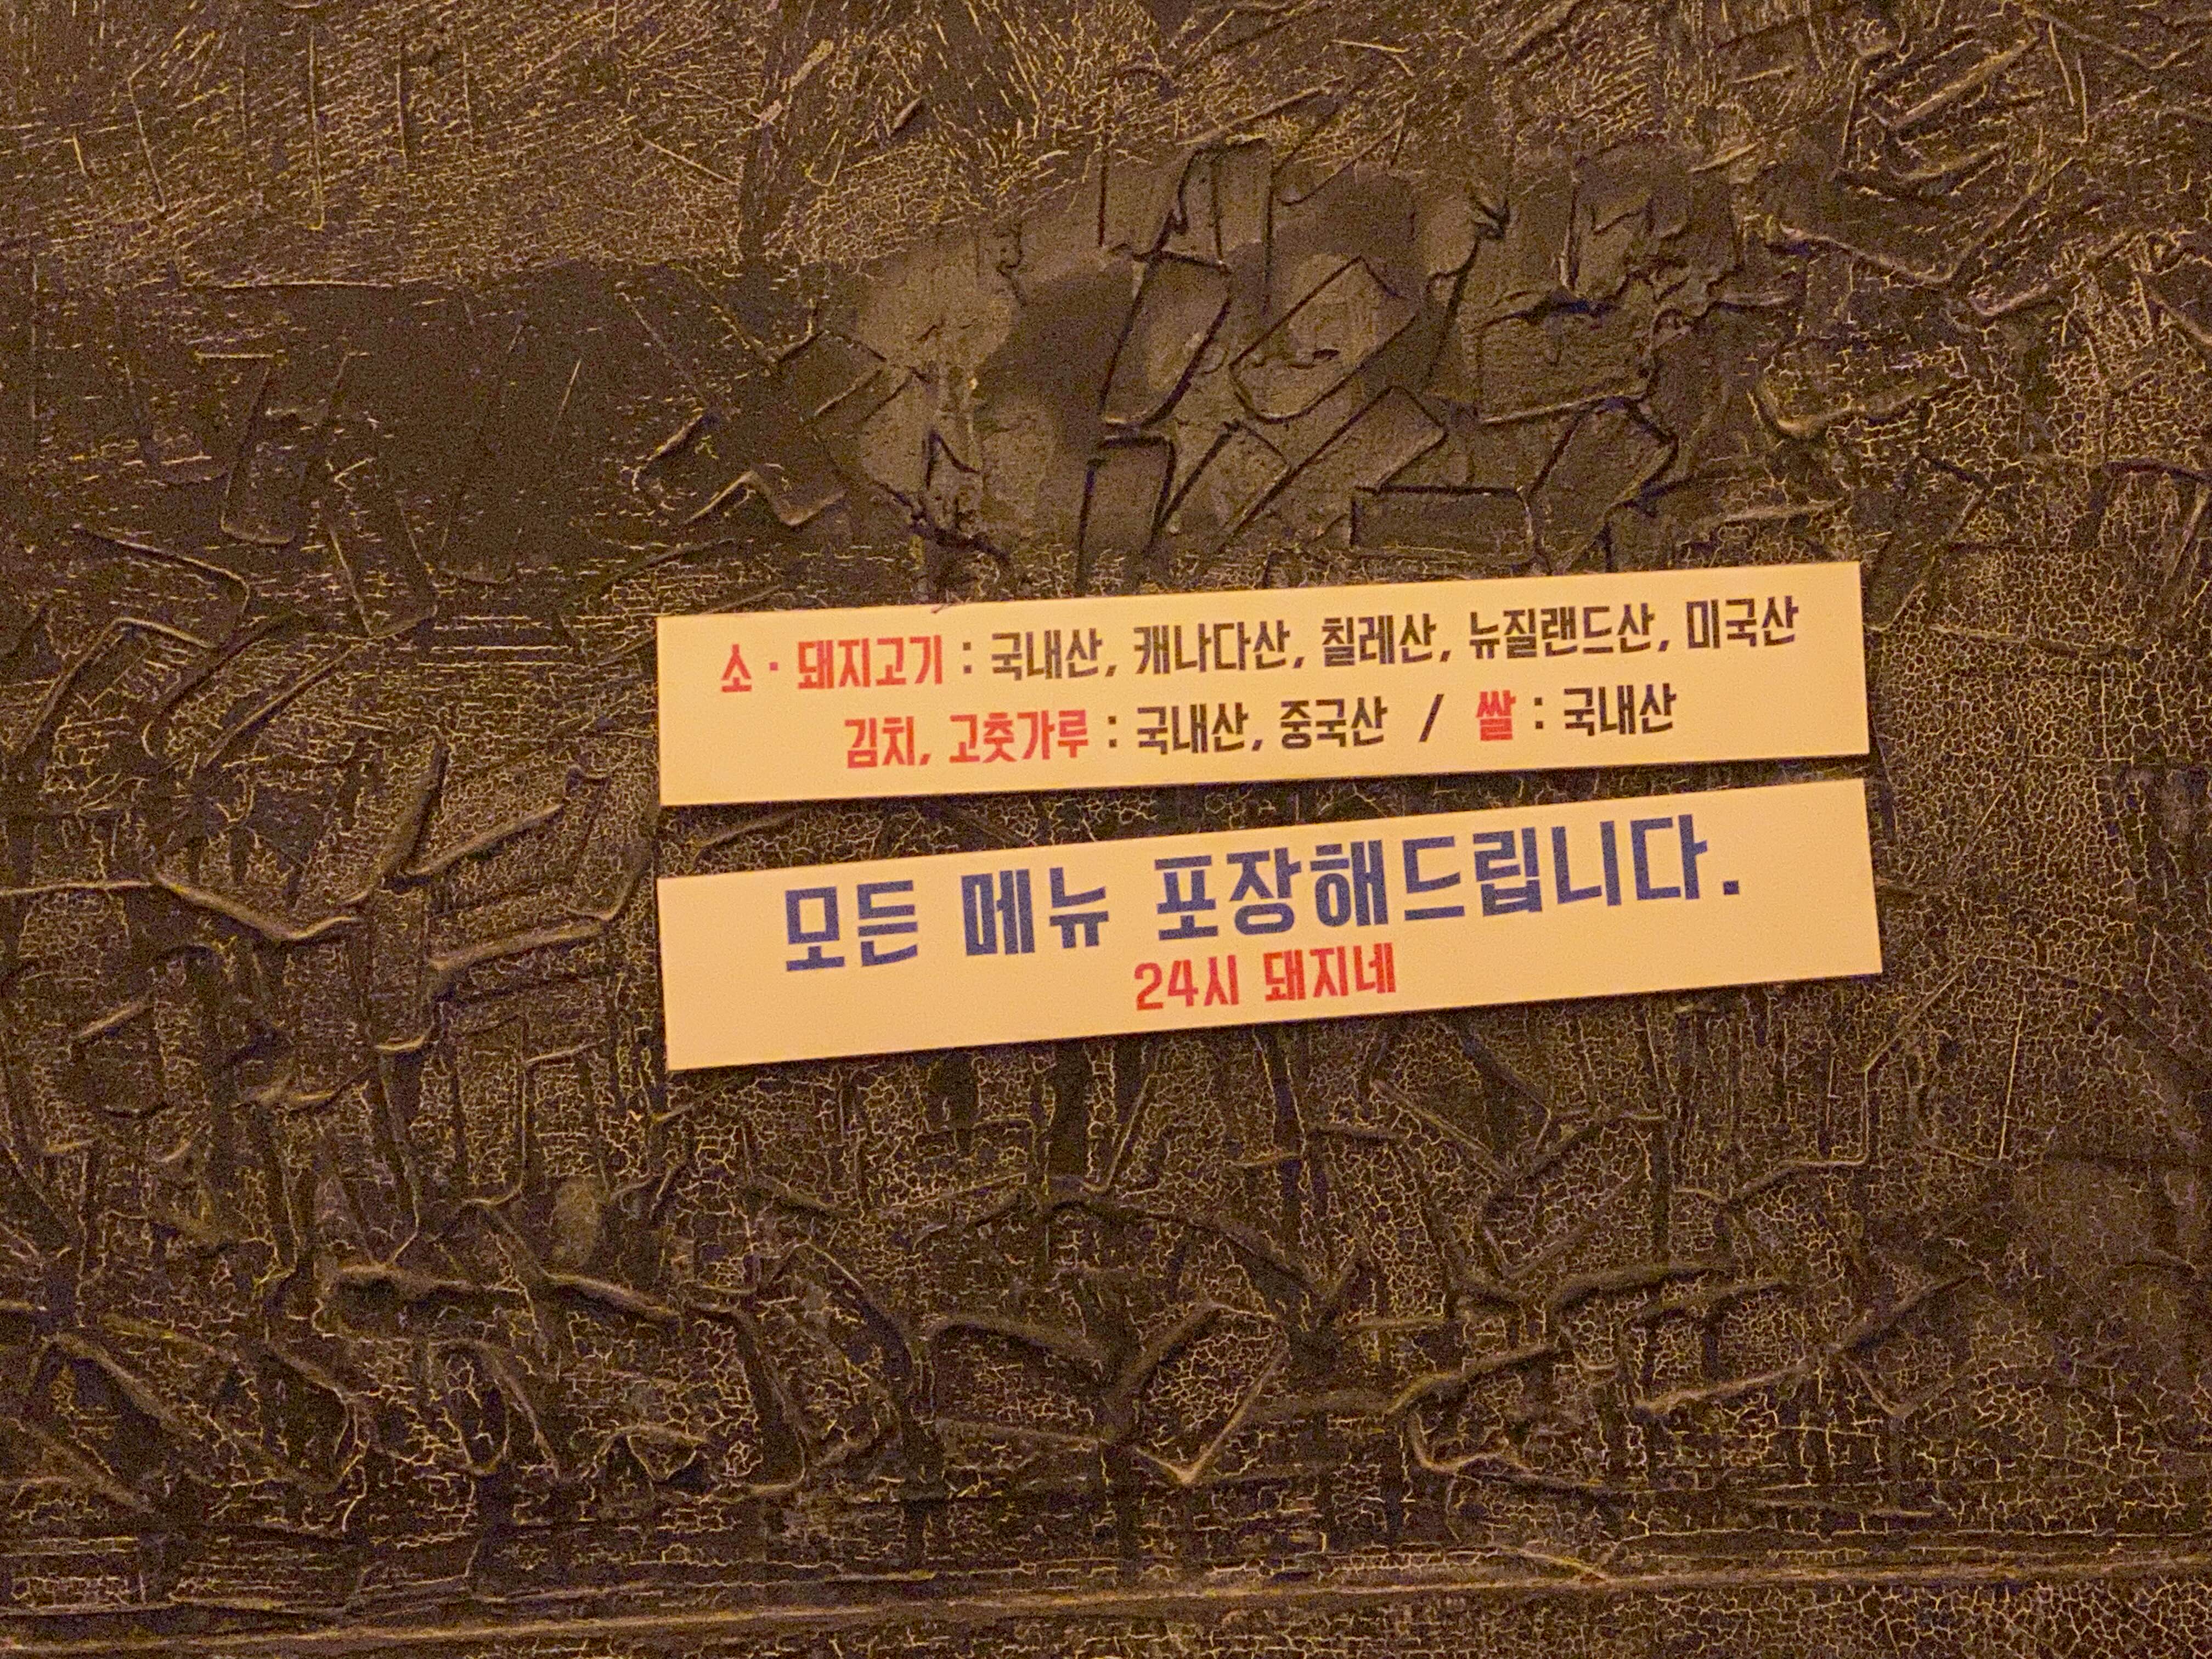 소 · 돼지고기 : 국내산, 캐나다산, 칠레산, 뉴질랜드산, 미국산
김치, 고춧가루 : 국내산, 중국산 / 쌀 : 국내산
모든 메뉴 포장해드립니다.
24시 돼지네